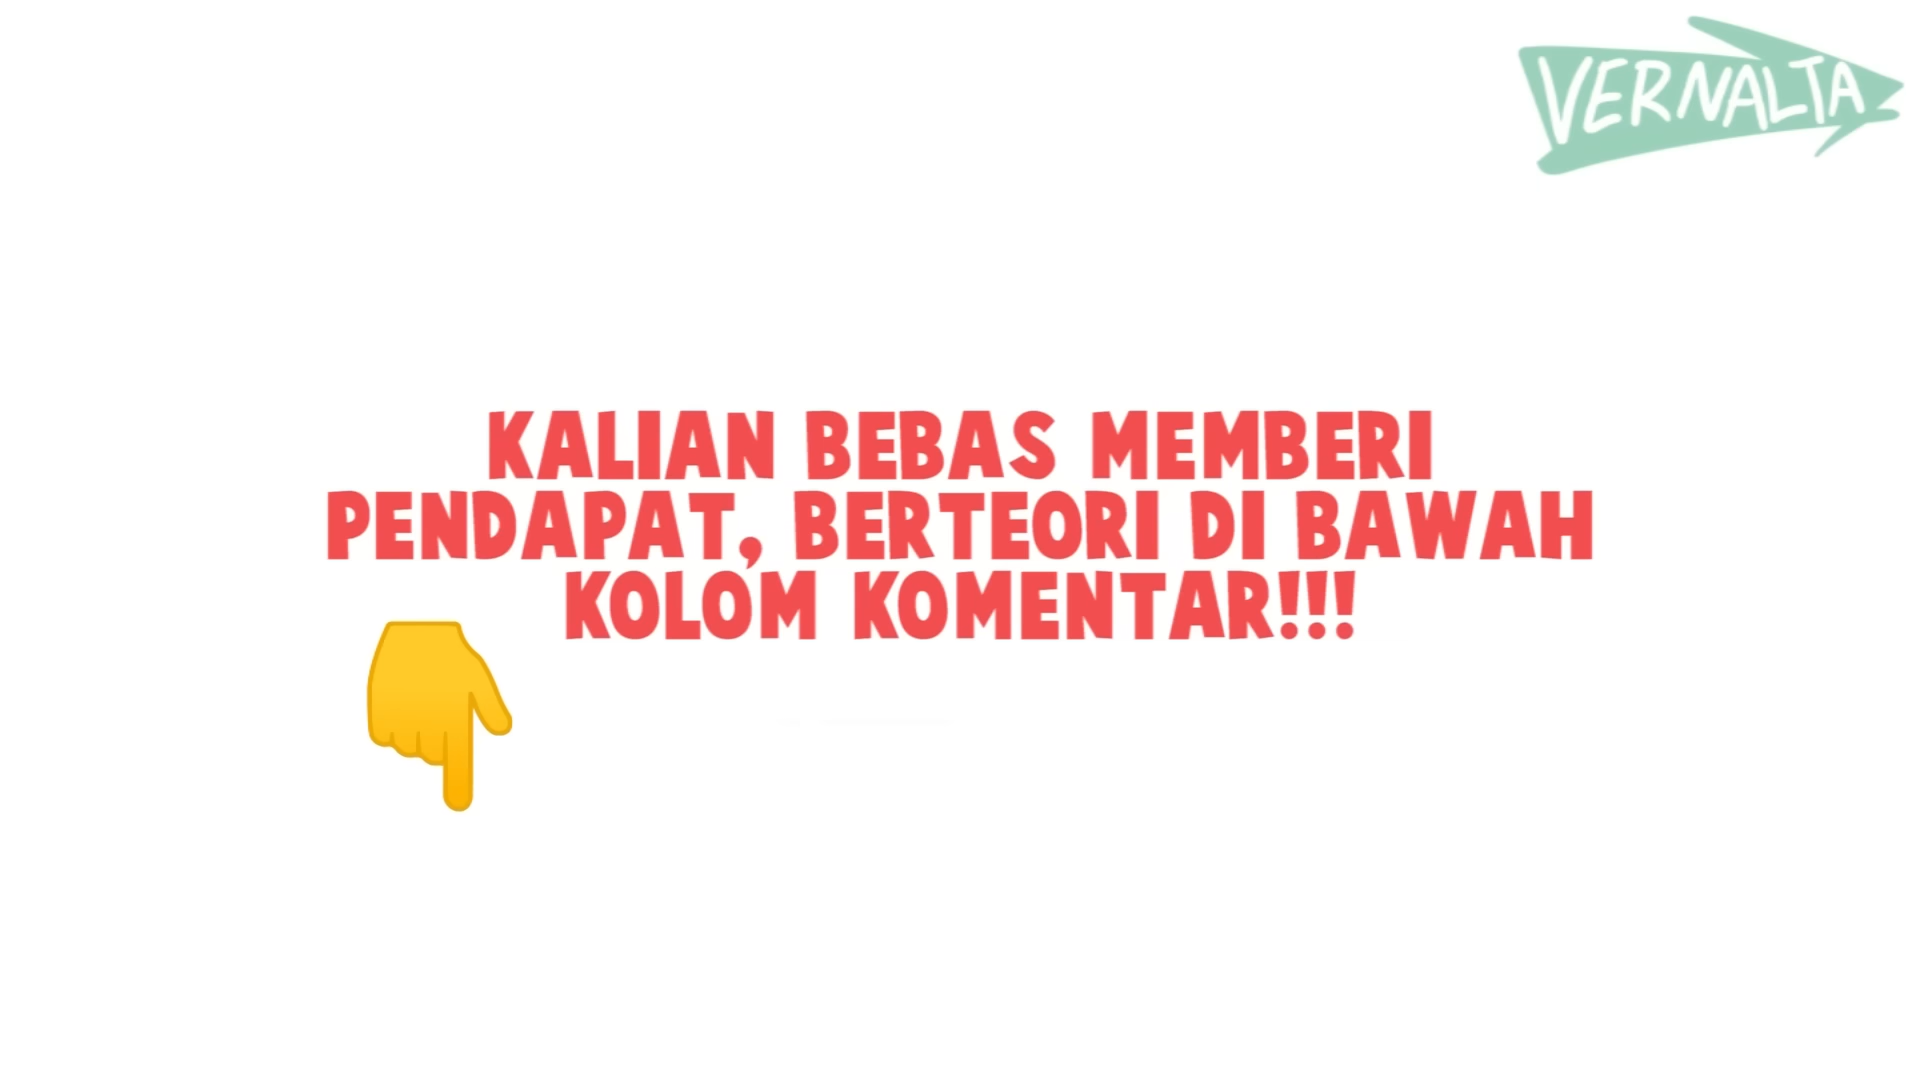 VERNALTA
KALIAN BEBAS MEMBERI
PENDAPAT, BERTEORI DI BAWAH
KOLOM KOMENTAR!!!